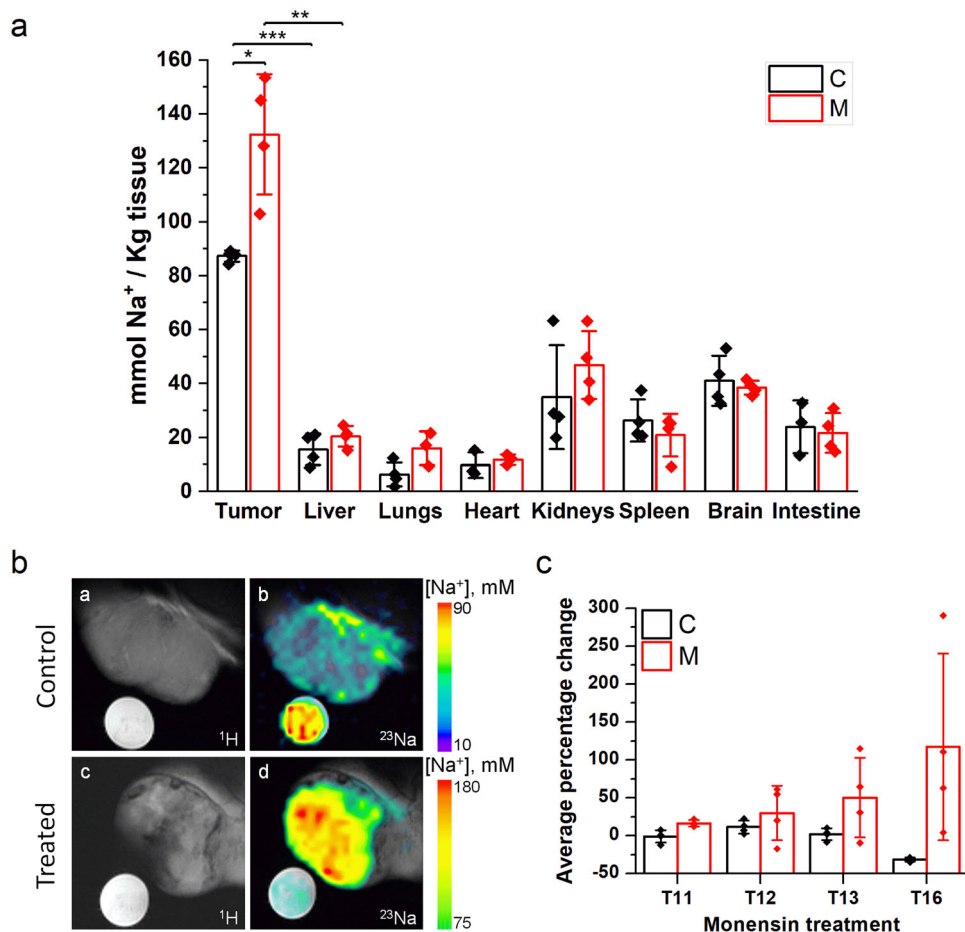 a
**
***
*
160
140
120
100
80
60
40
20
0
mmol Na⁺ / Kg tissue
C
M
Tumor Liver Lungs Heart Kidneys Spleen Brain Intestine
b
Control
a
¹H
b
²³Na
[Na⁺], mM
90
10
Treated
c
¹H
d
²³Na
[Na⁺], mM
180
75
c
300
250
200
150
100
50
0
-50
Average percentage change
C
M
T11 T12 T13 T16
Monensin treatment